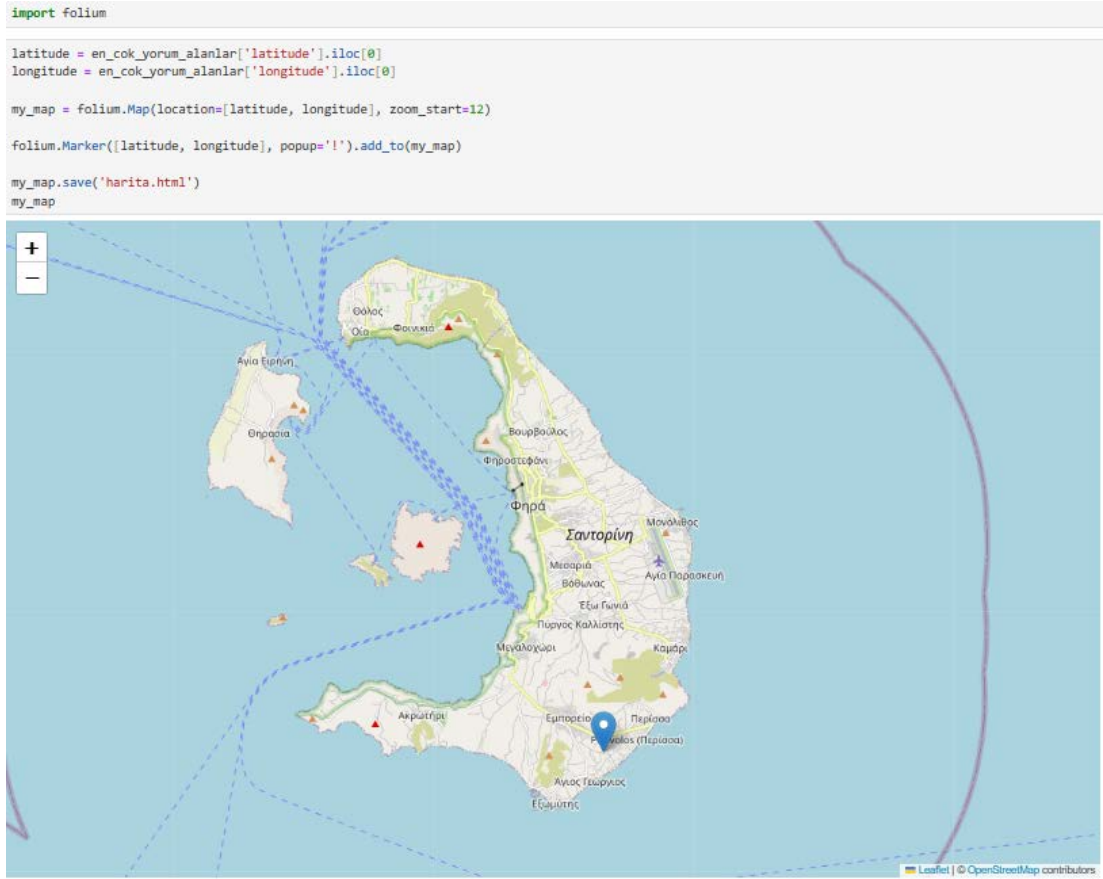 import folium
latitude = en_cok_yorum_alanlar['latitude'].iloc[0]
longitude = en_cok_yorum_alanlar['longitude'].iloc[0]
my_map = folium.Map(location=[latitude, longitude], zoom_start=12)
folium.Marker([latitude, longitude], popup='!').add_to(my_map)
my_map.save('harita.html')
my_map
+
−
Θόλος
Οία
Φοινικιά
Αγία Ειρήνη
Θηρασία
Βουρβούλος
Φηροστεφάνι
Φηρά
Μονόλιθος
Σαντορίνη
Μεσαριά
Αγία Παρασκευή
Βόθωνας
Έξω Γωνιά
Πύργος Καλλίστης
Μεγαλοχώρι
Καμάρι
Ακρωτήρι
Εμπορείο
Περίσσα
(Περίσσα)
Άγιος Γεώργιος
Εξωμύτης
Leaflet | © OpenStreetMap contributors